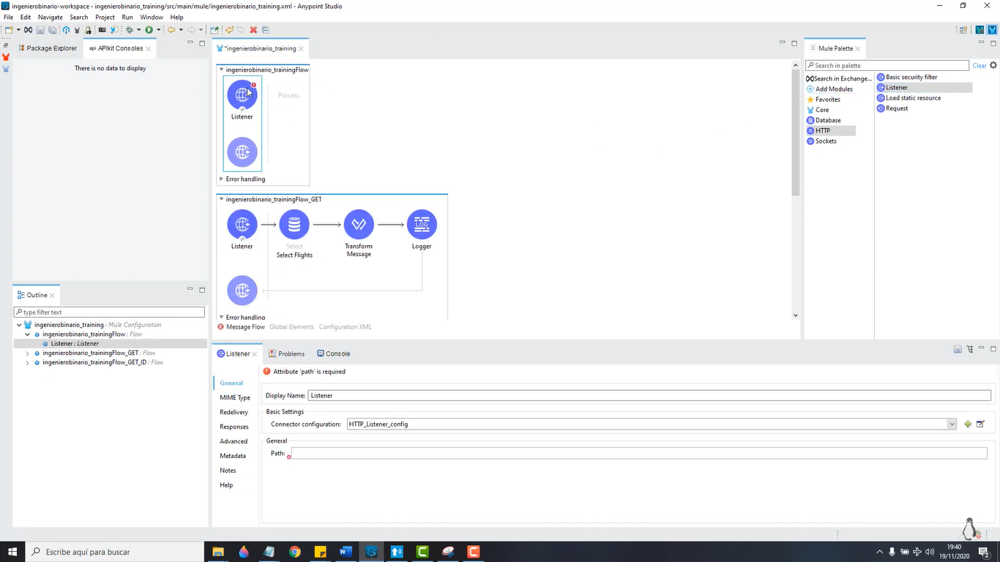 ingenierobinario-workspace - ingenierobinario_training/src/main/mule/ingenierobinario_training.xml - Anypoint Studio
File Edit Navigate Search Project Run Window Help
Package Explorer
api APIkit Consoles
There is no data to display
*ingenierobinario_training
ingenierobinario_trainingFlow
Listener
Process
Error handling
ingenierobinario_trainingFlow_GET
Listener
Select
Select Flights
Transform
Message
LOG
Logger
Error handling
Message Flow Global Elements Configuration XML
Mule Palette
Search in palette
Clear
Search in Exchange...
Add Modules
Favorites
Core
Database
HTTP
Sockets
Basic security filter
Listener
Load static resource
Request
Outline
type filter text
ingenierobinario_training : Mule Configuration
ingenierobinario_trainingFlow : Flow
Listener : Listener
ingenierobinario_trainingFlow_GET : Flow
ingenierobinario_trainingFlow_GET_ID : Flow
Listener
Problems
Console
Attribute 'path' is required
General
MIME Type
Redelivery
Responses
Advanced
Metadata
Notes
Help
Display Name: Listener
Basic Settings
Connector configuration: HTTP_Listener_config
General
Path:
Escribe aquí para buscar
19:40
19/11/2020
2